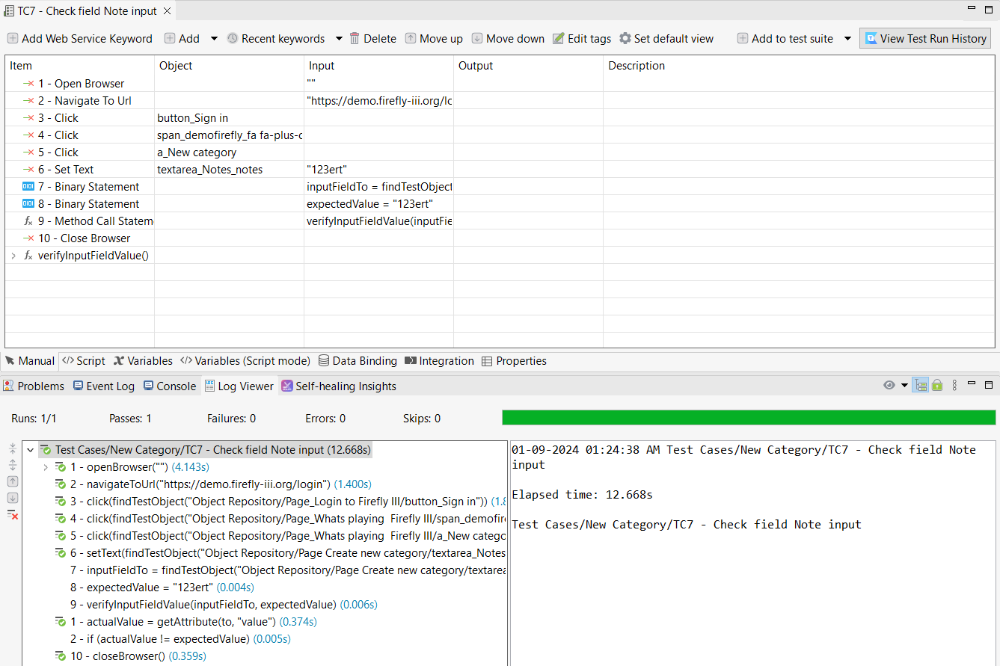 TC7 - Check field Note input
Add Web Service Keyword Add Recent keywords Delete Move up Move down Edit tags Set default view Add to test suite View Test Run History
Item Object Input Output Description
1 - Open Browser ""
2 - Navigate To Url "https://demo.firefly-iii.org/lo
3 - Click button_Sign in
4 - Click span_demofirefly_fa fa-plus-c
5 - Click a_New category
6 - Set Text textarea_Notes_notes "123ert"
7 - Binary Statement inputFieldTo = findTestObject
8 - Binary Statement expectedValue = "123ert"
9 - Method Call Statem verifyInputFieldValue(inputFie
10 - Close Browser
verifyInputFieldValue()
Manual Script Variables Variables (Script mode) Data Binding Integration Properties
Problems Event Log Console Log Viewer Self-healing Insights
Runs: 1/1 Passes: 1 Failures: 0 Errors: 0 Skips: 0
Test Cases/New Category/TC7 - Check field Note input (12.668s)
1 - openBrowser("") (4.143s)
2 - navigateToUrl("https://demo.firefly-iii.org/login") (1.400s)
3 - click(findTestObject("Object Repository/Page_Login to Firefly III/button_Sign in")) (1.8
4 - click(findTestObject("Object Repository/Page_Whats playing  Firefly III/span_demofire
5 - click(findTestObject("Object Repository/Page_Whats playing  Firefly III/a_New catego
6 - setText(findTestObject("Object Repository/Page Create new category/textarea_Notes
7 - inputFieldTo = findTestObject("Object Repository/Page Create new category/textarea
8 - expectedValue = "123ert" (0.004s)
9 - verifyInputFieldValue(inputFieldTo, expectedValue) (0.006s)
1 - actualValue = getAttribute(to, "value") (0.374s)
2 - if (actualValue != expectedValue) (0.005s)
10 - closeBrowser() (0.359s)
01-09-2024 01:24:38 AM Test Cases/New Category/TC7 - Check field Note
input
Elapsed time: 12.668s
Test Cases/New Category/TC7 - Check field Note input